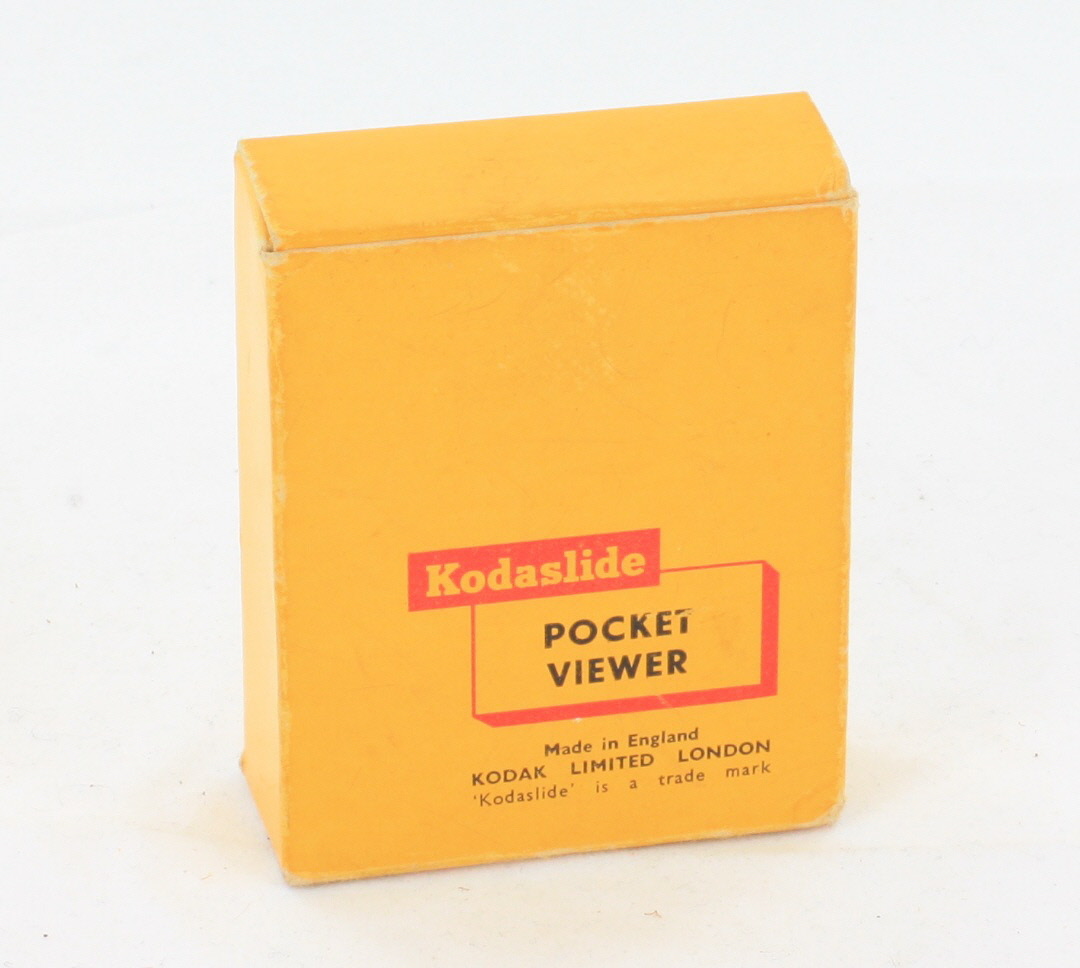 Kodaslide
POCKET
VIEWER
Made in England
KODAK LIMITED LONDON
'Kodaslide' is a trade mark